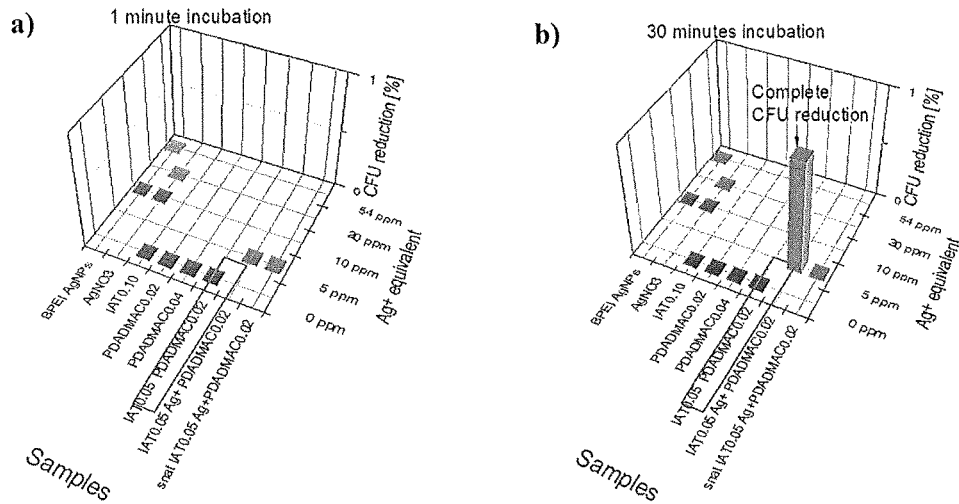 a)
1 minute incubation
1
CFU reduction [%]
0
54 ppm
20 ppm
10 ppm
5 ppm
0 ppm
Ag+ equivalent
BPEI AgNPs
AgNO3
IAT0.10
PDADMAC0.02
PDADMAC0.04
IAT0.05 PDADMAC0.02
IAT0.05 Ag+ PDADMAC0.02
snat IAT0.05 Ag+PDADMAC0.02
Samples
b)
30 minutes incubation
Complete
CFU reduction
1
CFU reduction [%]
0
54 ppm
20 ppm
10 ppm
5 ppm
0 ppm
Ag+ equivalent
BPEI AgNPs
AgNO3
IAT0.10
PDADMAC0.02
PDADMAC0.04
IAT0.05 PDADMAC0.02
IAT0.05 Ag+ PDADMAC0.02
snat IAT0.05 Ag+PDADMAC0.02
Samples